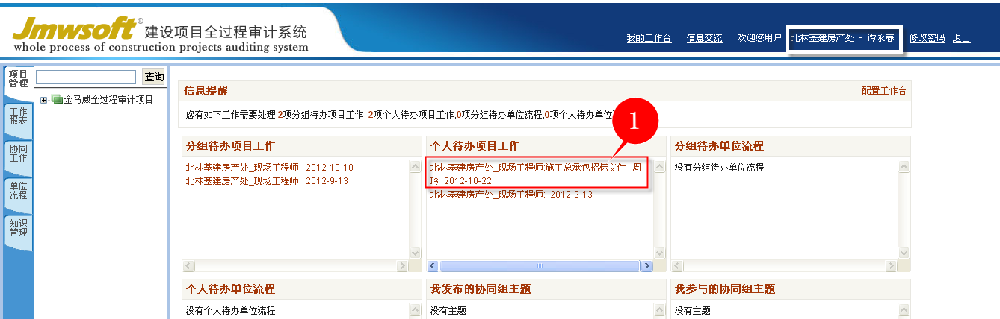 Jmwsoft® 建设项目全过程审计系统
whole process of construction projects auditing system
我的工作台 信息交流 欢迎您用户 北林基建房产处 - 谭永春 修改密码 退出
项目管理
工作报表
协同工作
单位流程
知识管理
查询
金马威全过程审计项目
信息提醒 配置工作台
您有如下工作需要处理:2项分组待办项目工作, 2项个人待办项目工作,0项分组待办单位流程,0项个人待办单位
1
分组待办项目工作
北林基建房产处_现场工程师: 2012-10-10
北林基建房产处_现场工程师: 2012-9-13
个人待办项目工作
北林基建房产处_现场工程师:施工总承包招标文件--周
玲 2012-10-22
北林基建房产处_现场工程师: 2012-9-13
分组待办单位流程
没有分组待办单位流程
个人待办单位流程
没有个人待办单位流程
我发布的协同组主题
没有主题
我参与的协同组主题
没有主题